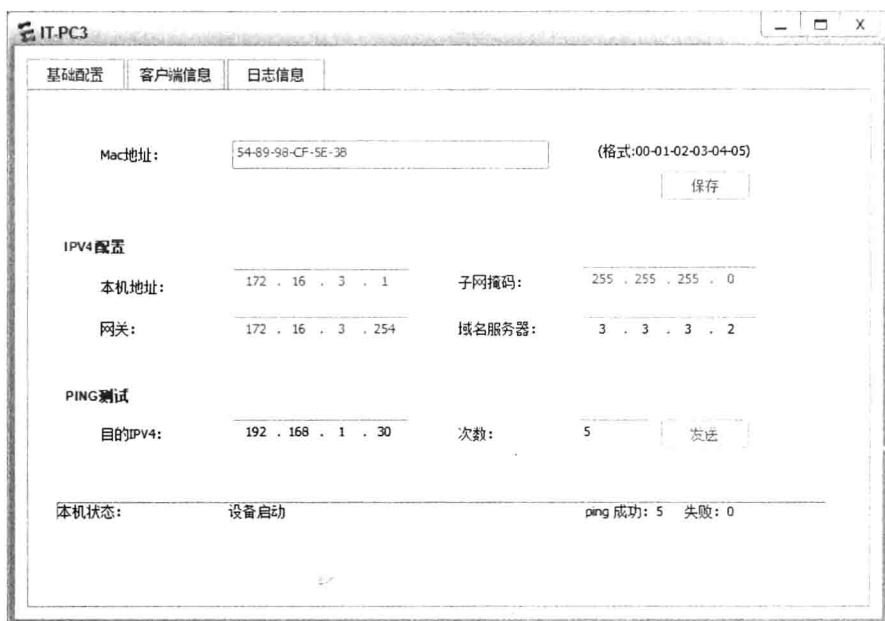 IT-PC3
基础配置 客户端信息 日志信息
Mac地址: 54-89-98-CF-5E-38 (格式:00-01-02-03-04-05)
保存
IPV4配置
本机地址: 172 . 16 . 3 . 1 子网掩码: 255 . 255 . 255 . 0
网关: 172 . 16 . 3 . 254 域名服务器: 3 . 3 . 3 . 2
PING测试
目的IPV4: 192 . 168 . 1 . 30 次数: 5 发送
本机状态: 设备启动 ping 成功: 5 失败: 0